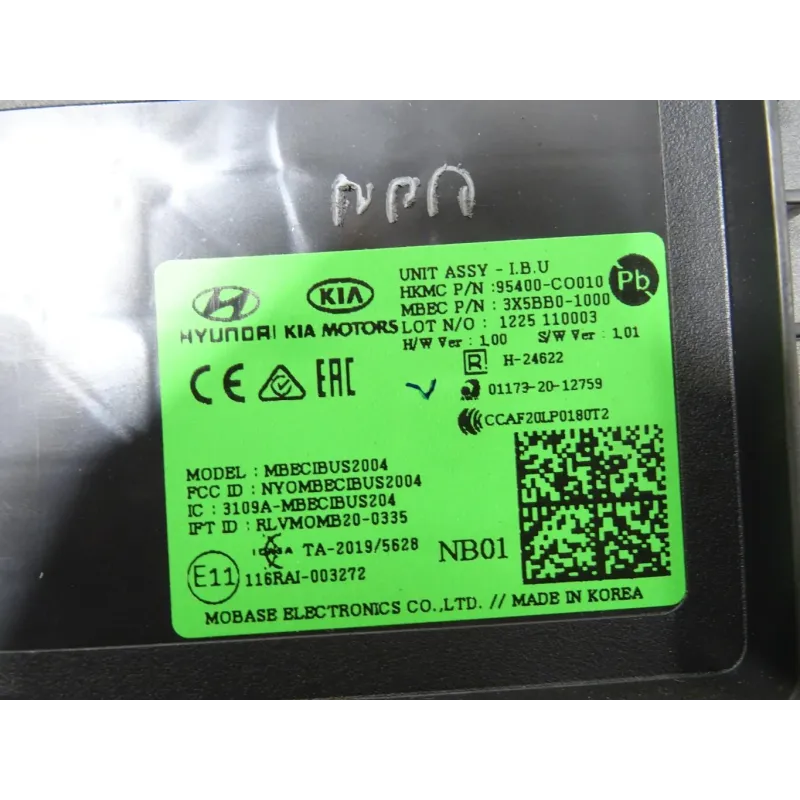 UNIT ASSY - I.B.U
HKMC P/N :95400-CO010
MBEC P/N : 3X5BB0-1000
LOT N/O : 1225 110003
H/W Ver : 1,00 S/W Ver : 1,01
Pb
HYUNDAI KIA MOTORS
KIA
CE EAC
R H-24622
01173-20-12759
CCAF20LP0180T2
MODEL : MBECIBUS2004
FCC ID : NYOMBECIBUS2004
IC : 3109A-MBECIBUS204
IFT ID : RLVMOMB20-0335
TA-2019/5628
NB01
E11
116RAI-003272
MOBASE ELECTRONICS CO.,LTD. // MADE IN KOREA